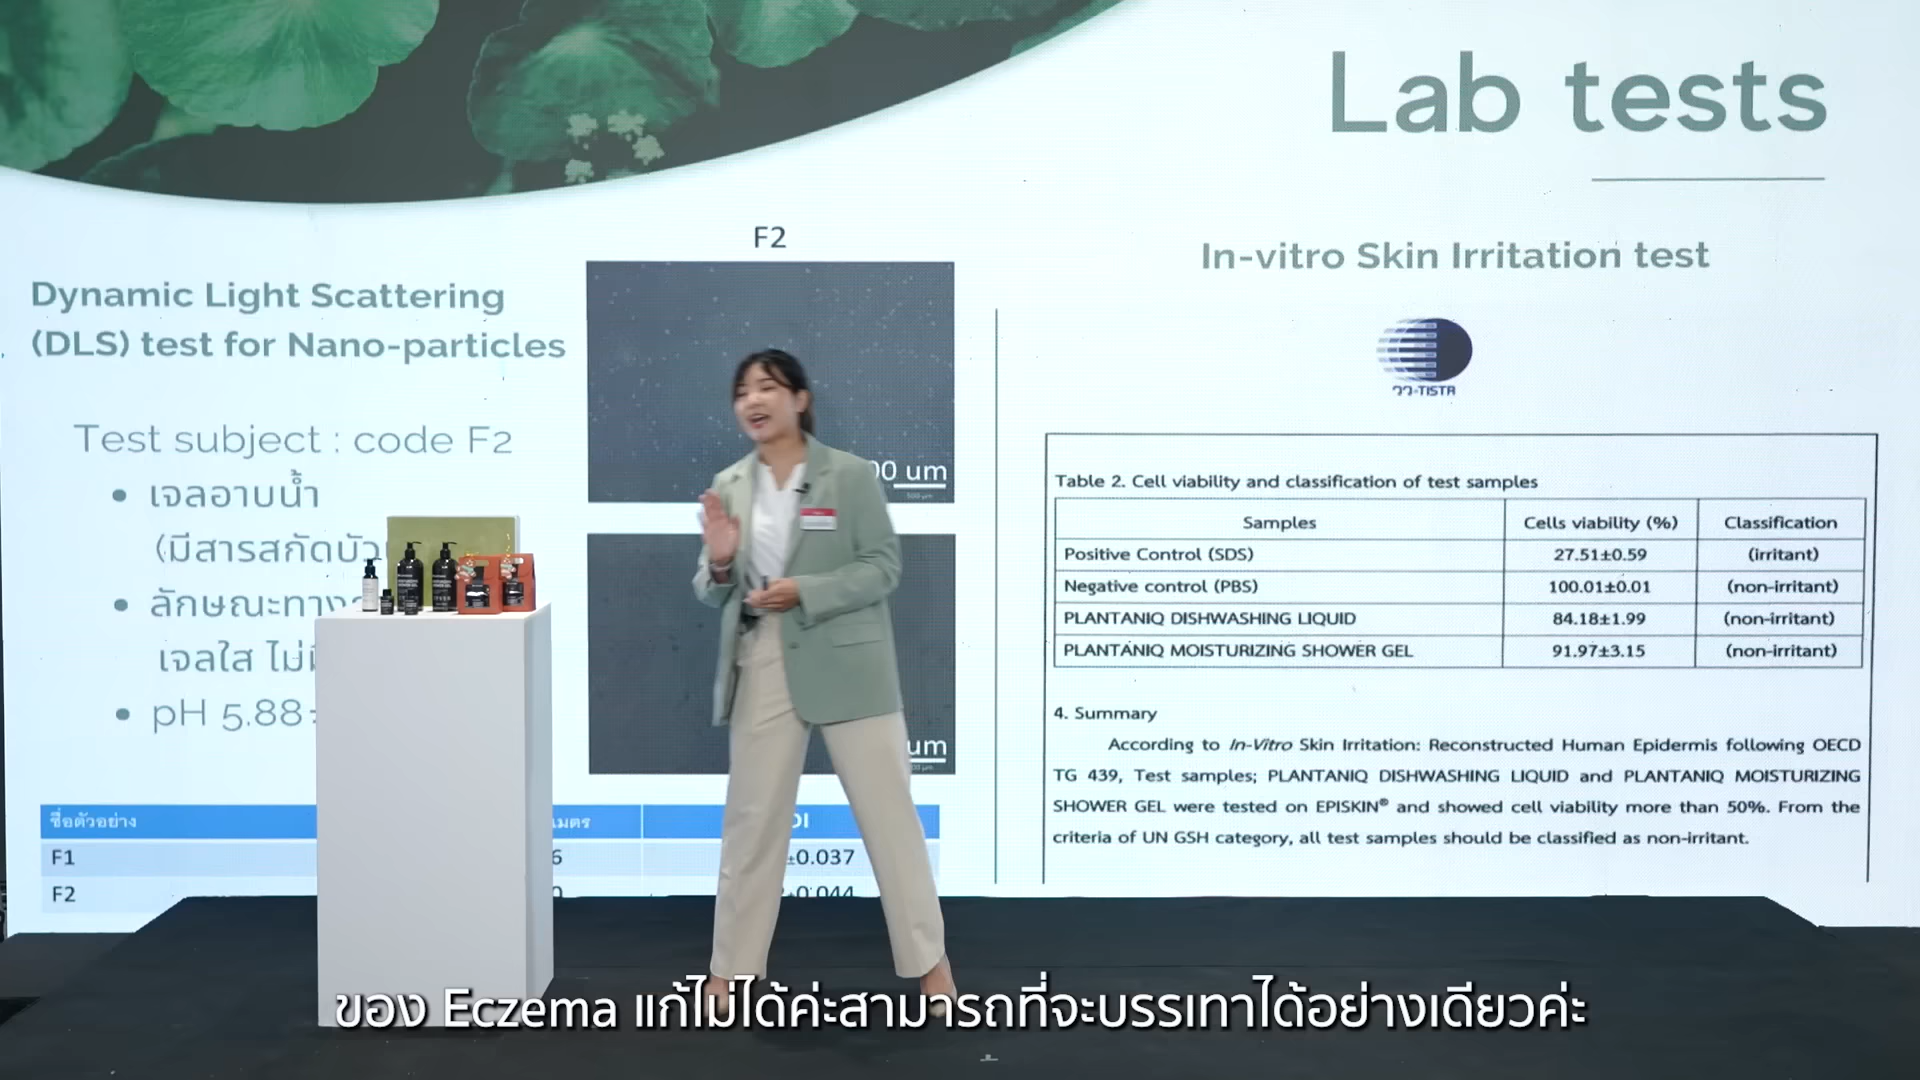 Lab tests
F2
In-vitro Skin Irritation test
Dynamic Light Scattering
(DLS) test for Nano-particles
วว-TISTR
Test subject : code F2
• เจลอาบน้ำ
(มีสารสกัดบัว
• ลักษณะทาง
เจลใส
• pH 5.88
00 um
um
Table 2. Cell viability and classification of test samples
Samples Cells viability (%) Classification
Positive Control (SDS) 27.51±0.59 (irritant)
Negative control (PBS) 100.01±0.01 (non-irritant)
PLANTANIQ DISHWASHING LIQUID 84.18±1.99 (non-irritant)
PLANTANIQ MOISTURIZING SHOWER GEL 91.97±3.15 (non-irritant)
4. Summary
According to In-Vitro Skin Irritation: Reconstructed Human Epidermis following OECD
TG 439, Test samples; PLANTANIQ DISHWASHING LIQUID and PLANTANIQ MOISTURIZING
SHOWER GEL were tested on EPISKIN® and showed cell viability more than 50%. From the
criteria of UN GSH category, all test samples should be classified as non-irritant.
ชื่อตัวอย่าง เมตร DI
F1 6 ±0.037
F2 0 ±0.044
ของ Eczema แก้ไม่ได้ค่ะสามารถที่จะบรรเทาได้อย่างเดียวค่ะ